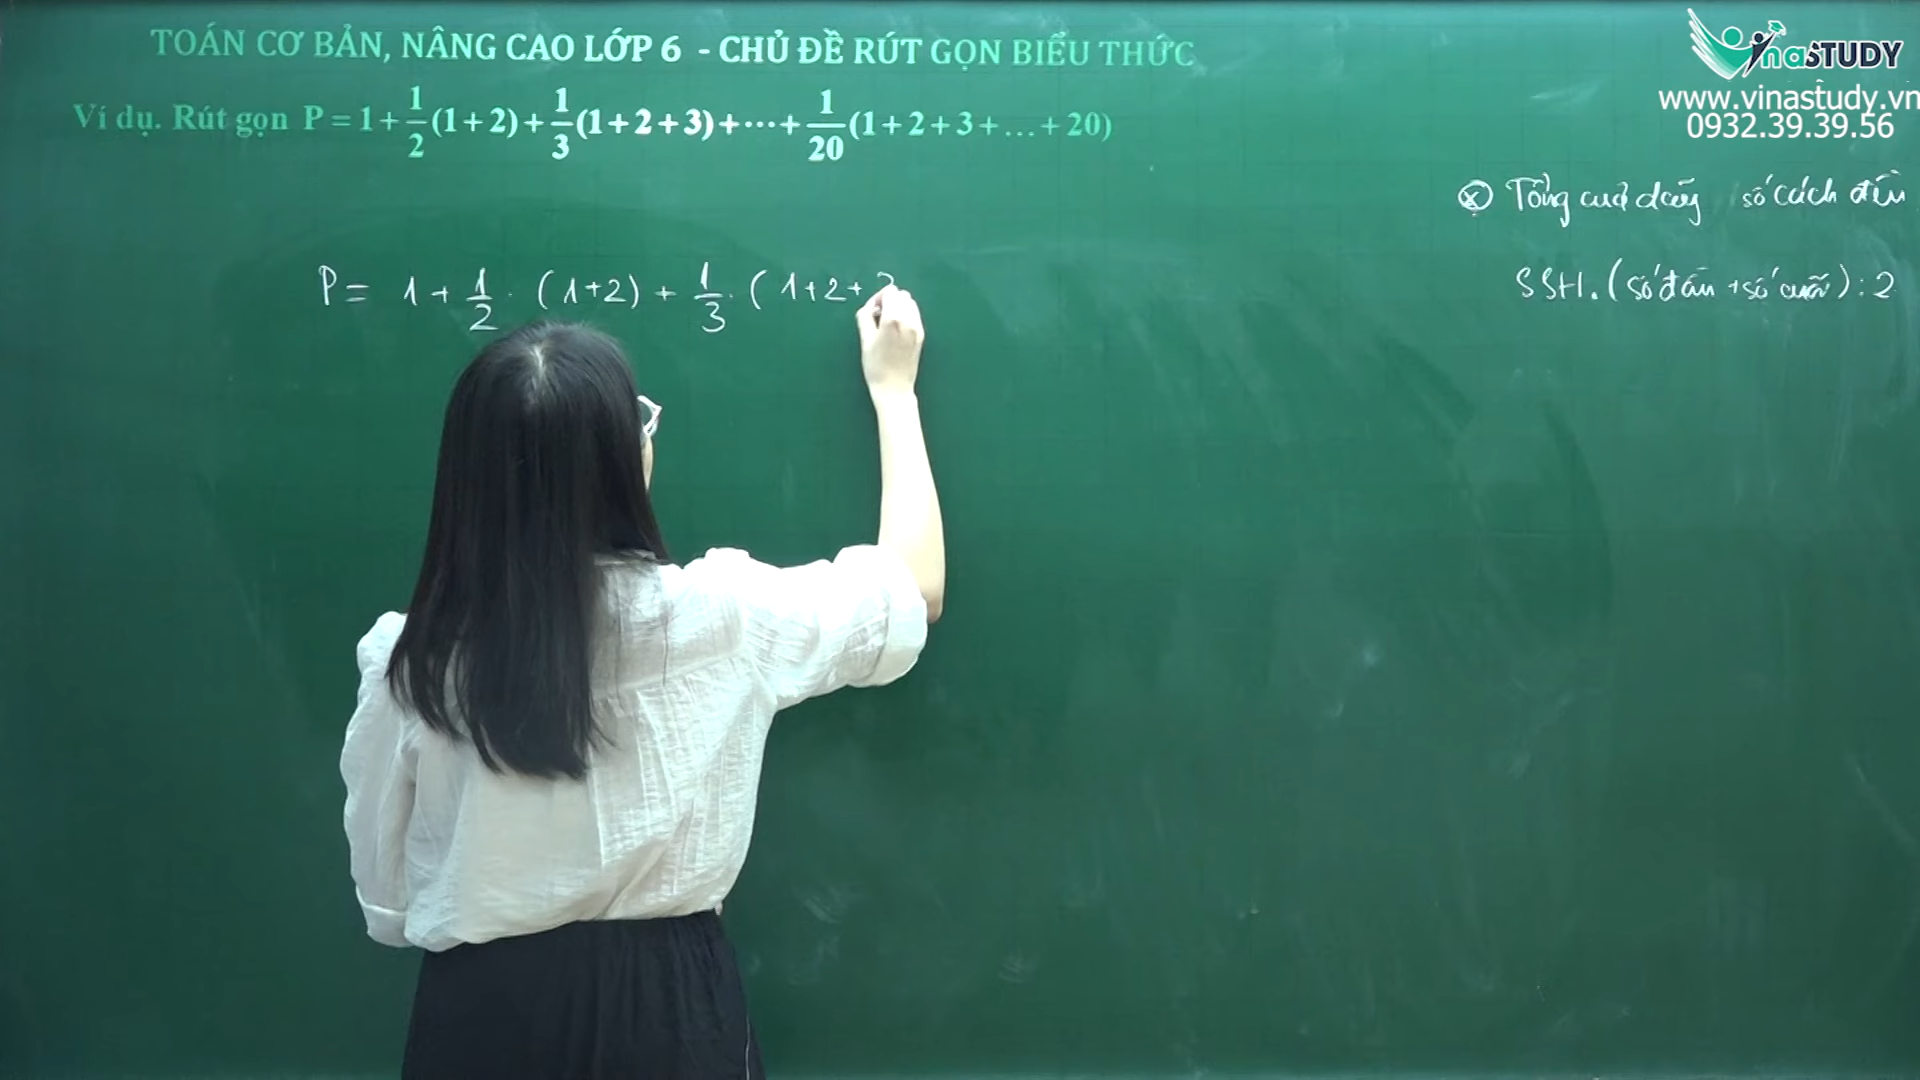 TOÁN CƠ BẢN, NÂNG CAO LỚP 6 - CHỦ ĐỀ RÚT GỌN BIỂU THỨC
Ví dụ. Rút gọn P = 1 + 1/2 (1 + 2) + 1/3 (1 + 2 + 3) + ⋯ + 1/20 (1 + 2 + 3 + … + 20)
VinaSTUDY
www.vinastudy.vn
0932.39.39.56
Tổng của dãy số cách đều
SSH.(số đầu + số cuối) : 2
P = 1 + 1/2 . (1+2) + 1/3 . (1+2+